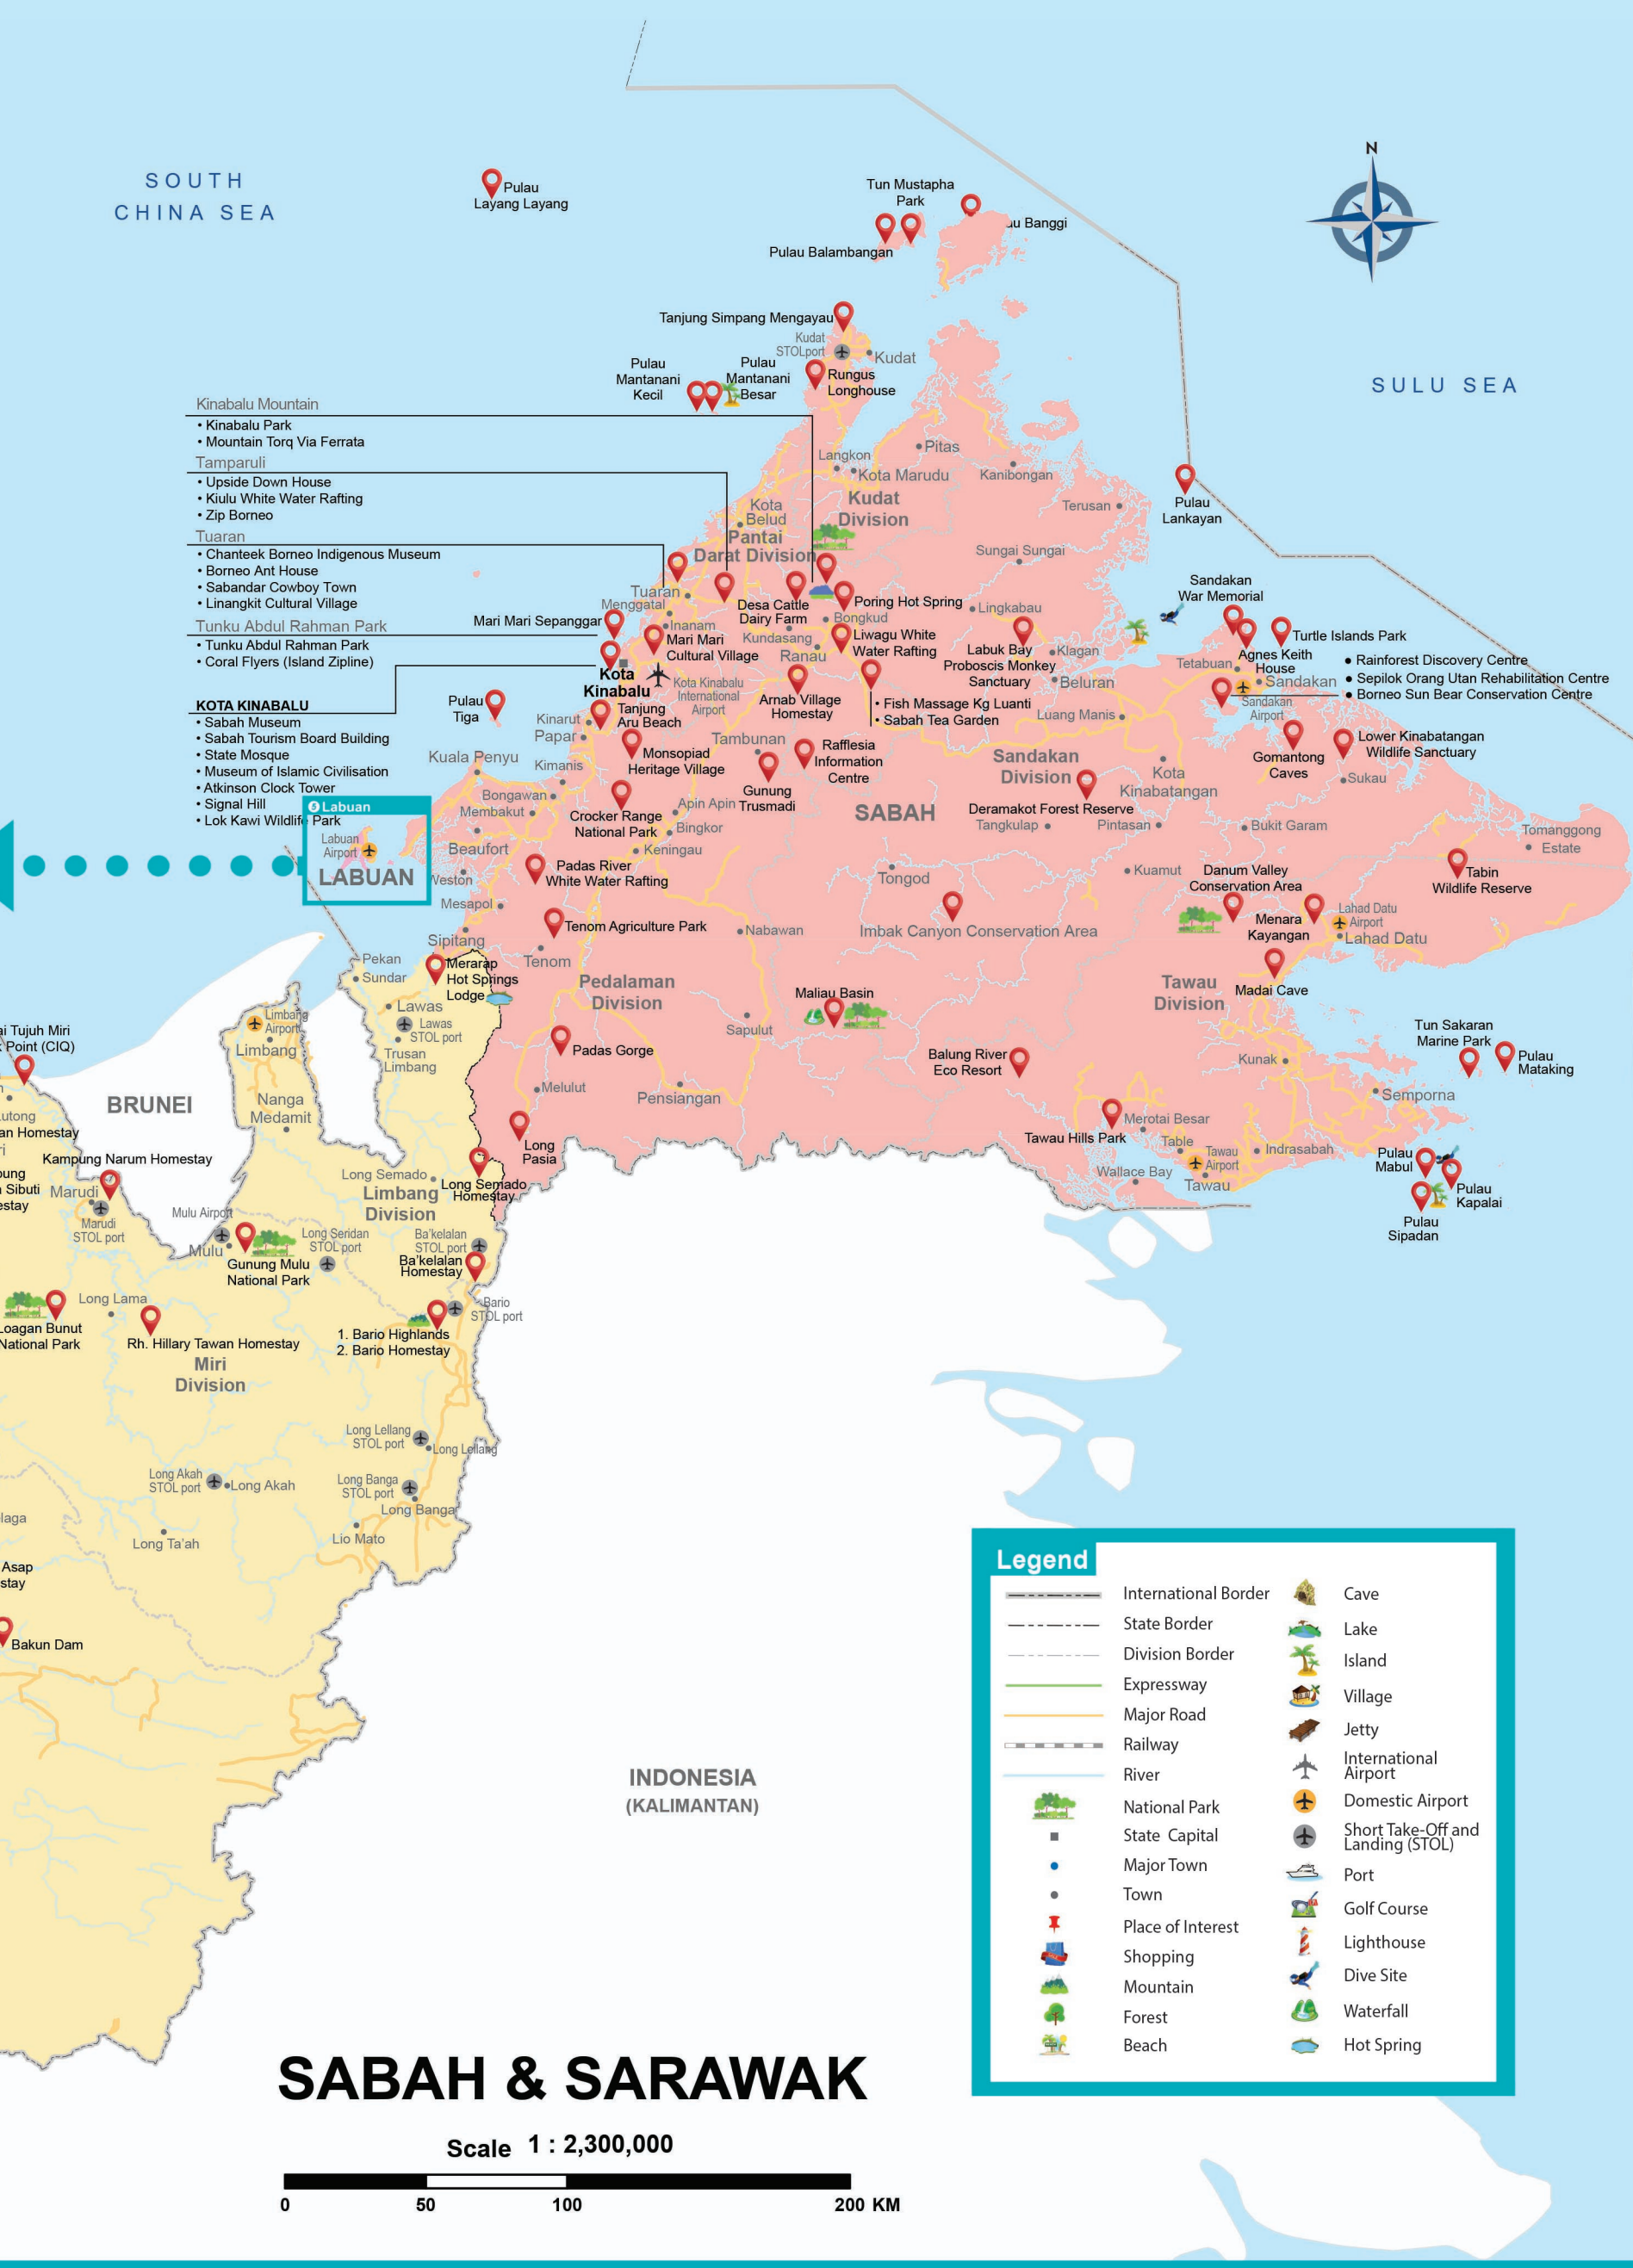 N
SOUTH
CHINA SEA
SULU SEA
Pulau
Layang Layang
Tun Mustapha
Park
au Banggi
Pulau Balambangan
Tanjung Simpang Mengayau
Kudat
STOLport
Kudat
Rungus
Longhouse
Pulau
Mantanani
Kecil
Pulau
Mantanani
Besar
Kinabalu Mountain
• Kinabalu Park
• Mountain Torq Via Ferrata
Tamparuli
• Upside Down House
• Kiulu White Water Rafting
• Zip Borneo
Tuaran
• Chanteek Borneo Indigenous Museum
• Borneo Ant House
• Sabandar Cowboy Town
• Linangkit Cultural Village
Tunku Abdul Rahman Park
• Tunku Abdul Rahman Park
• Coral Flyers (Island Zipline)
KOTA KINABALU
• Sabah Museum
• Sabah Tourism Board Building
• State Mosque
• Museum of Islamic Civilisation
• Atkinson Clock Tower
• Signal Hill
• Lok Kawi Wildlife Park
Langkon
Pitas
Kota Marudu
Kanibongan
Kudat
Division
Terusan
Pulau
Lankayan
Kota
Belud
Pantai
Darat Division
Sungai Sungai
Tuaran
Menggatal
Desa Cattle
Dairy Farm
Poring Hot Spring
Lingkabau
Sandakan
War Memorial
Mari Mari Sepanggar
Inanam
Mari Mari
Cultural Village
Kundasang
Bongkud
Ranau
Liwagu White
Water Rafting
Labuk Bay
Proboscis Monkey
Sanctuary
Klagan
Beluran
Tetabuan
Agnes Keith
House
Turtle Islands Park
• Rainforest Discovery Centre
• Sepilok Orang Utan Rehabilitation Centre
• Borneo Sun Bear Conservation Centre
Sandakan
Sandakan
Airport
Kota
Kinabalu
Kota Kinabalu
International
Airport
Pulau
Tiga
Kinarut
Papar
Tanjung
Aru Beach
Arnab Village
Homestay
• Fish Massage Kg Luanti
• Sabah Tea Garden
Luang Manis
Gomantong
Caves
Lower Kinabatangan
Wildlife Sanctuary
Sukau
Kuala Penyu
Kimanis
Monsopiad
Heritage Village
Tambunan
Gunung
Trusmadi
Rafflesia
Information
Centre
Sandakan
Division
Kota
Kinabatangan
Bongawan
Membakut
Crocker Range
National Park
Apin Apin
Bingkor
Keningau
SABAH
Deramakot Forest Reserve
Tangkulap
Pintasan
Bukit Garam
Tomanggong
Estate
6 Labuan
Labuan
Airport
LABUAN
Beaufort
Weston
Mesapol
Padas River
White Water Rafting
Tongod
Kuamut
Danum Valley
Conservation Area
Tabin
Wildlife Reserve
Sipitang
Tenom Agriculture Park
Nabawan
Imbak Canyon Conservation Area
Menara
Kayangan
Lahad Datu
Airport
Lahad Datu
Pekan
Sundar
Merarap
Hot Springs
Lodge
Tenom
Pedalaman
Division
Maliau Basin
Tawau
Division
Madai Cave
Lawas
Lawas
STOL port
Trusan
Limbang
Limbang
Airport
Limbang
ai Tujuh Miri
Point (CIQ)
Padas Gorge
Sapulut
Balung River
Eco Resort
Kunak
Tun Sakaran
Marine Park
Pulau
Mataking
BRUNEI
Nanga
Medamit
Melulut
Pensiangan
Semporna
utong
an Homestay
Kampung Narum Homestay
Long
Pasia
Tawau Hills Park
Merotai Besar
Table
Tawau
Airport
Indrasabah
Wallace Bay
Tawau
Pulau
Mabul
Pulau
Kapalai
Pulau
Sipadan
Sibuti
estay
Marudi
Marudi
STOL port
Long Semado
Limbang
Division
Long Semado
Homestay
Mulu Airport
Mulu
Gunung Mulu
National Park
Long Seridan
STOL port
Ba'kelalan
STOL port
Ba'kelalan
Homestay
Loagan Bunut
National Park
Long Lama
Rh. Hillary Tawan Homestay
Bario
STOL port
1. Bario Highlands
2. Bario Homestay
Miri
Division
Long Lellang
STOL port
Long Lellang
Long Akah
STOL port
Long Akah
Long Banga
STOL port
Long Banga
laga
Long Ta'ah
Lio Mato
Asap
stay
Bakun Dam
INDONESIA
(KALIMANTAN)
Legend
International Border
State Border
Division Border
Expressway
Major Road
Railway
River
National Park
State Capital
Major Town
Town
Place of Interest
Shopping
Mountain
Forest
Beach
Cave
Lake
Island
Village
Jetty
International
Airport
Domestic Airport
Short Take-Off and
Landing (STOL)
Port
Golf Course
Lighthouse
Dive Site
Waterfall
Hot Spring
SABAH & SARAWAK
Scale 1 : 2,300,000
0 50 100 200 KM